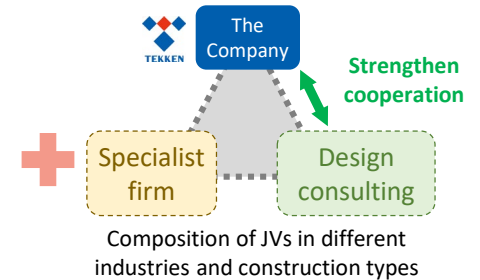 The
Company
TEKKEN
Strengthen
cooperation
Specialist
firm
Design
consulting
Composition of JVs in different
industries and construction types